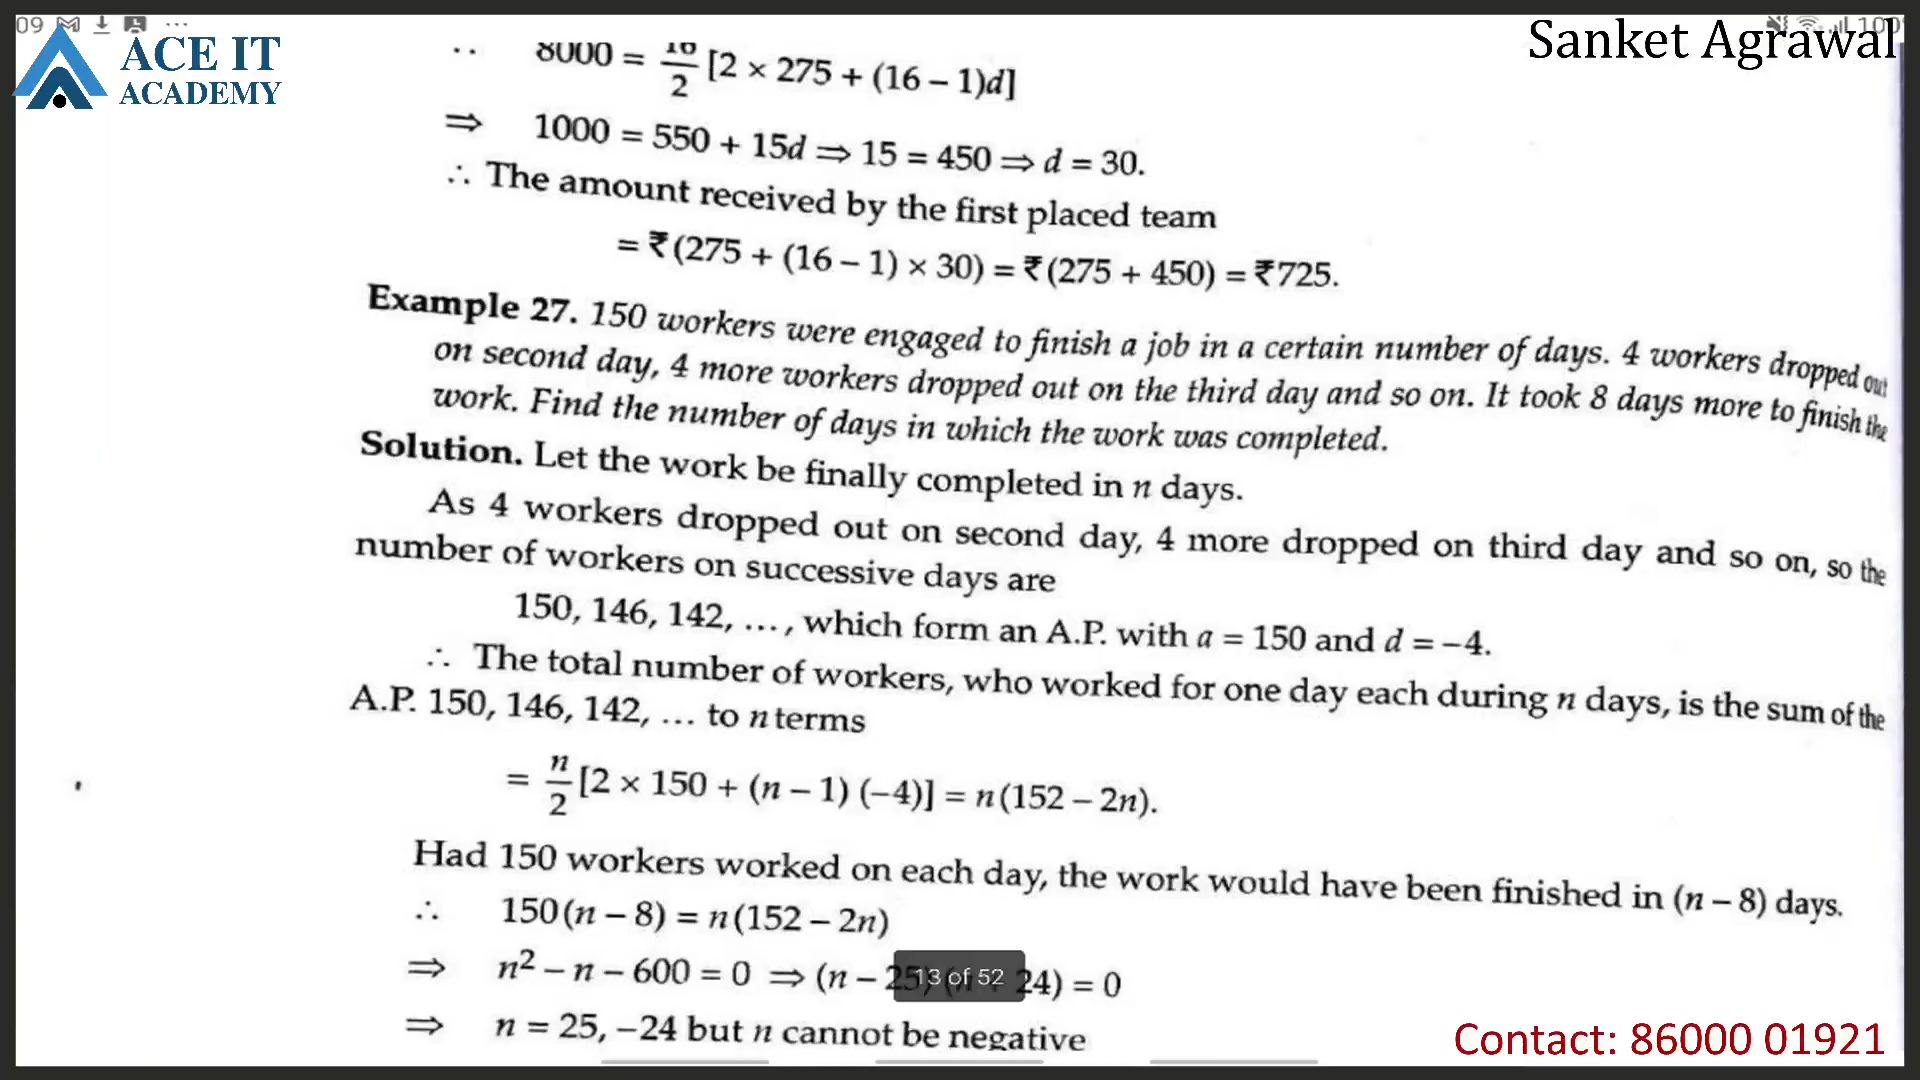 09
100
ACE IT
ACADEMY
Sanket Agrawal
∵ 8000 = 16/2 [2 × 275 + (16 – 1)d]
⇒ 1000 = 550 + 15d ⇒ 15 = 450 ⇒ d = 30.
∴ The amount received by the first placed team
= ₹(275 + (16 – 1) × 30) = ₹(275 + 450) = ₹725.
Example 27. 150 workers were engaged to finish a job in a certain number of days. 4 workers dropped out
on second day, 4 more workers dropped out on the third day and so on. It took 8 days more to finish the
work. Find the number of days in which the work was completed.
Solution. Let the work be finally completed in n days.
As 4 workers dropped out on second day, 4 more dropped on third day and so on, so the
number of workers on successive days are
150, 146, 142, ..., which form an A.P. with a = 150 and d = –4.
∴ The total number of workers, who worked for one day each during n days, is the sum of the
A.P. 150, 146, 142, ... to n terms
= n/2 [2 × 150 + (n – 1) (–4)] = n(152 – 2n).
Had 150 workers worked on each day, the work would have been finished in (n – 8) days.
∴ 150(n – 8) = n(152 – 2n)
⇒ n² – n – 600 = 0 ⇒ (n – 25) (n + 24) = 0
13 of 52
⇒ n = 25, –24 but n cannot be negative
Contact: 86000 01921